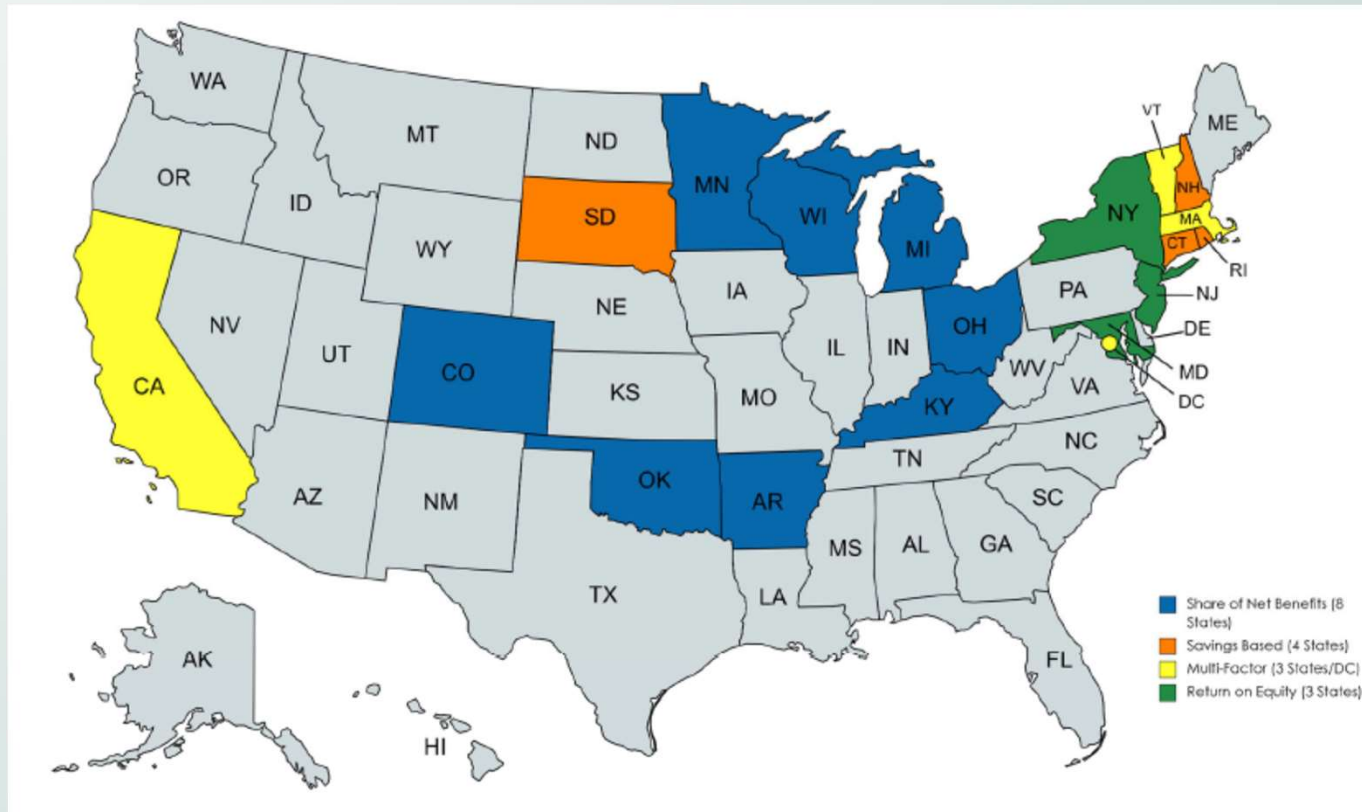 WA
MT
ND
MN
VT
ME
OR
ID
SD
WI
NH
WY
MI
NY
MA
CT
RI
IA
NE
PA
NJ
NV
UT
CO
IL
IN
OH
DE
CA
KS
MO
WV
VA
MD
DC
KY
NC
AZ
NM
OK
AR
TN
SC
MS
AL
GA
TX
LA
FL
AK
HI
Share of Net Benefits (8
States)
Savings Based (4 States)
Multi-Factor (3 States/DC)
Return on Equity (3 States)